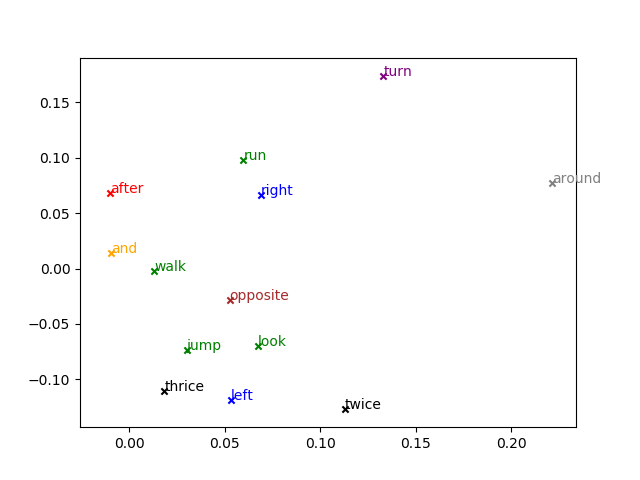 turn
0.15
run
0.10
around
after
right
0.05
and
walk
0.00
opposite
−0.05
look
jump
thrice
−0.10
left
twice
0.00 0.05 0.10 0.15 0.20